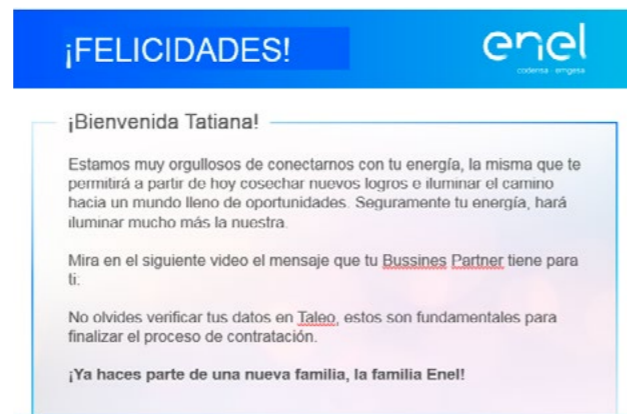 ¡FELICIDADES!
enel
codensa · emgesa
¡Bienvenida Tatiana!
Estamos muy orgullosos de conectarnos con tu energía, la misma que te
permitirá a partir de hoy cosechar nuevos logros e iluminar el camino
hacia un mundo lleno de oportunidades. Seguramente tu energía, hará
iluminar mucho más la nuestra.
Mira en el siguiente video el mensaje que tu Bussines Partner tiene para
ti:
No olvides verificar tus datos en Taleo, estos son fundamentales para
finalizar el proceso de contratación.
¡Ya haces parte de una nueva familia, la familia Enel!